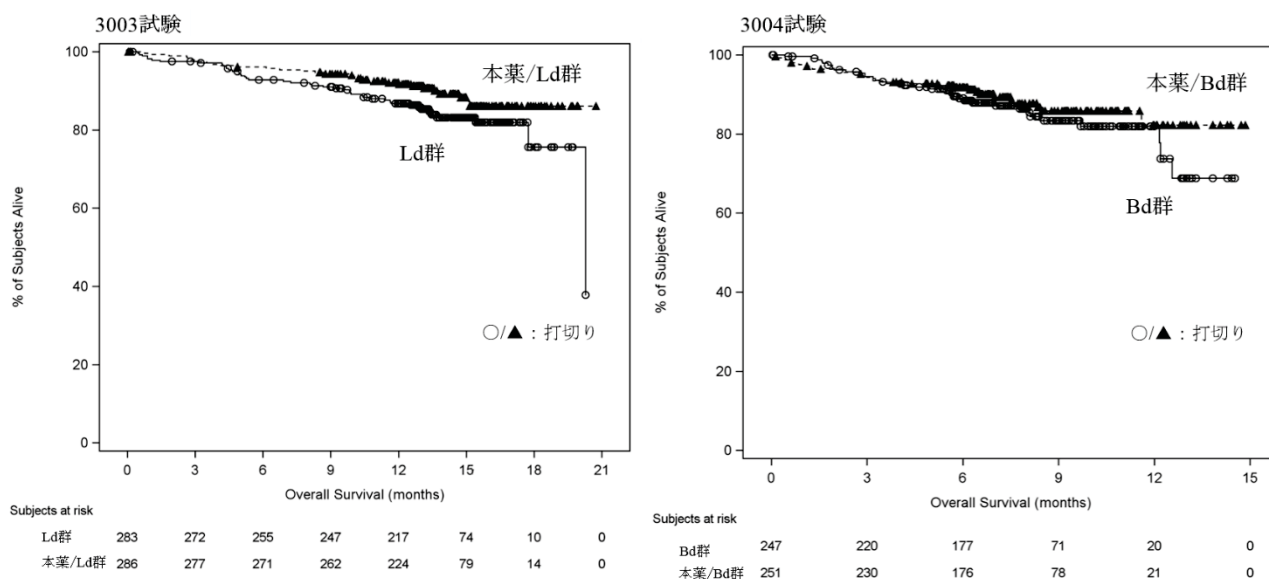 3003試験
100
80
60
40
20
0
% of Subjects Alive
本薬/Ld群
Ld群
○/▲：打切り
0 3 6 9 12 15 18 21
Overall Survival (months)
Subjects at risk
Ld群 283 272 255 247 217 74 10 0
本薬/Ld群 286 277 271 262 224 79 14 0
3004試験
100
80
60
40
20
0
% of Subjects Alive
本薬/Bd群
Bd群
○/▲：打切り
0 3 6 9 12 15
Overall Survival (months)
Subjects at risk
Bd群 247 220 177 71 20 0
本薬/Bd群 251 230 176 78 21 0